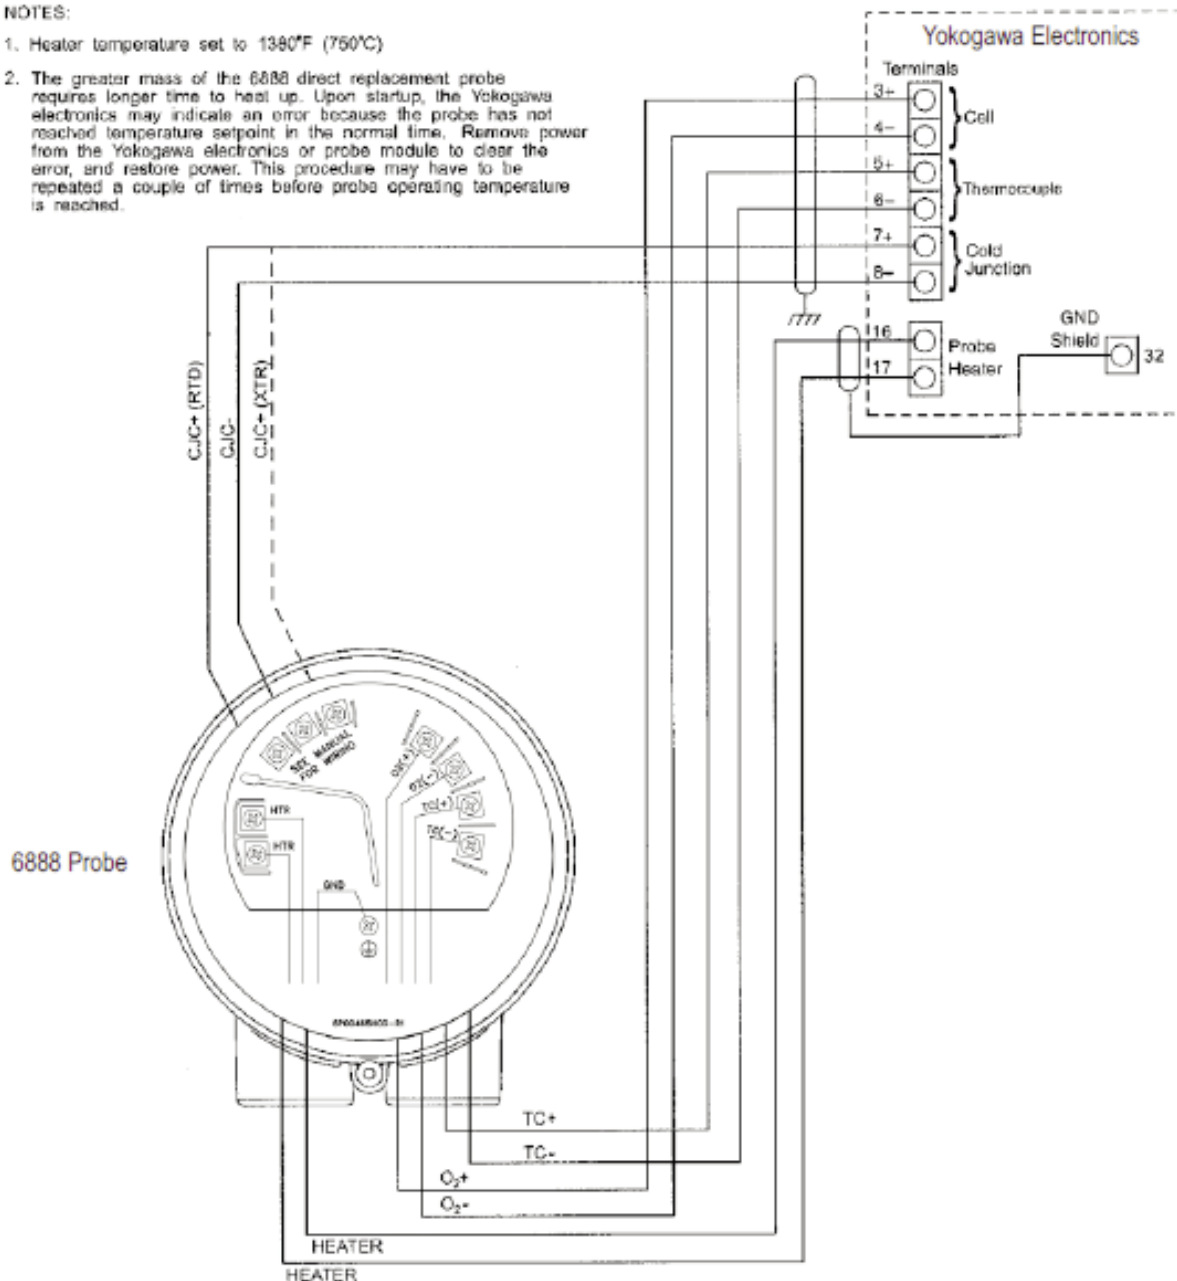 NOTES:
1. Heater temperature set to 1380°F (750°C)
2. The greater mass of the 6888 direct replacement probe
requires longer time to heat up. Upon startup, the Yokogawa
electronics may indicate an error because the probe has not
reached temperature setpoint in the normal time. Remove power
from the Yokogawa electronics or probe module to clear the
error, and restore power. This procedure may have to be
repeated a couple of times before probe operating temperature
is reached.
Yokogawa Electronics
Terminals
3+
4-
Cell
5+
6-
Thermocouple
7+
8-
Cold
Junction
16
17
Probe
Heater
GND
Shield
32
CJC+ (RTD)
CJC-
CJC+ (XTR)
SEE MANUAL
FOR WIRING
O2(+)
O2(-)
TC(+)
TC(-)
HTR
HTR
GND
6888 Probe
TC+
TC-
O₂+
O₂-
HEATER
HEATER